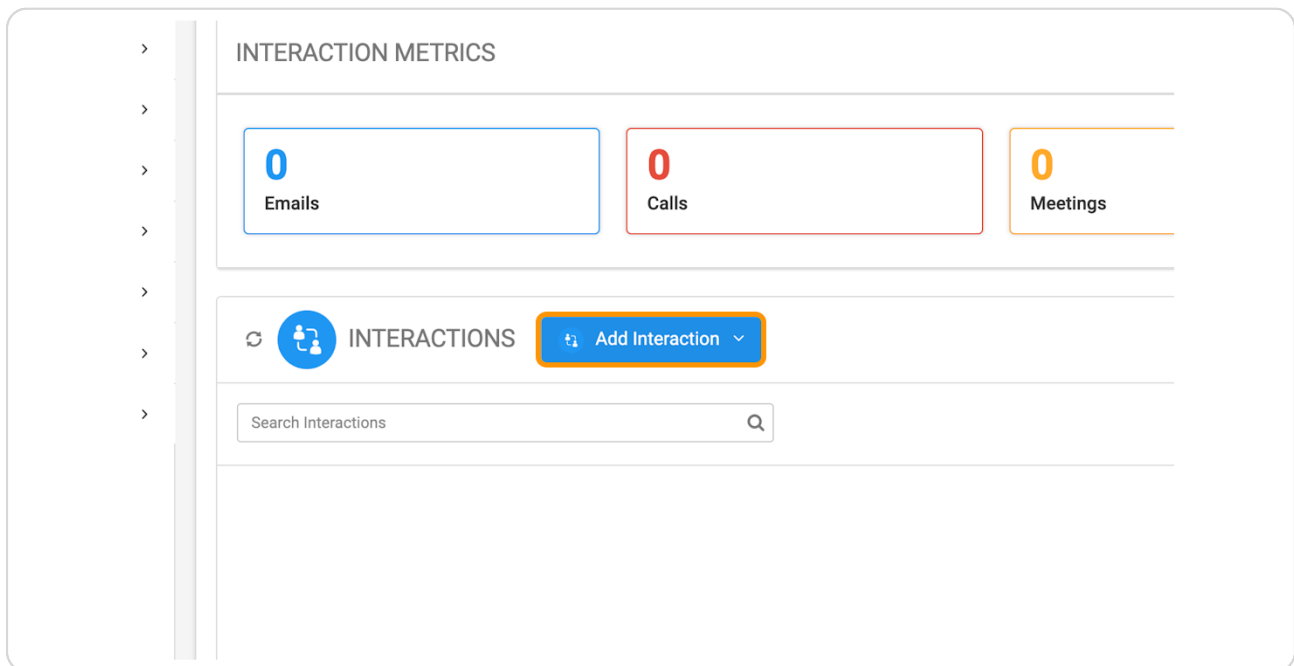 INTERACTION METRICS
0
Emails
0
Calls
0
Meetings
INTERACTIONS
Add Interaction
Search Interactions